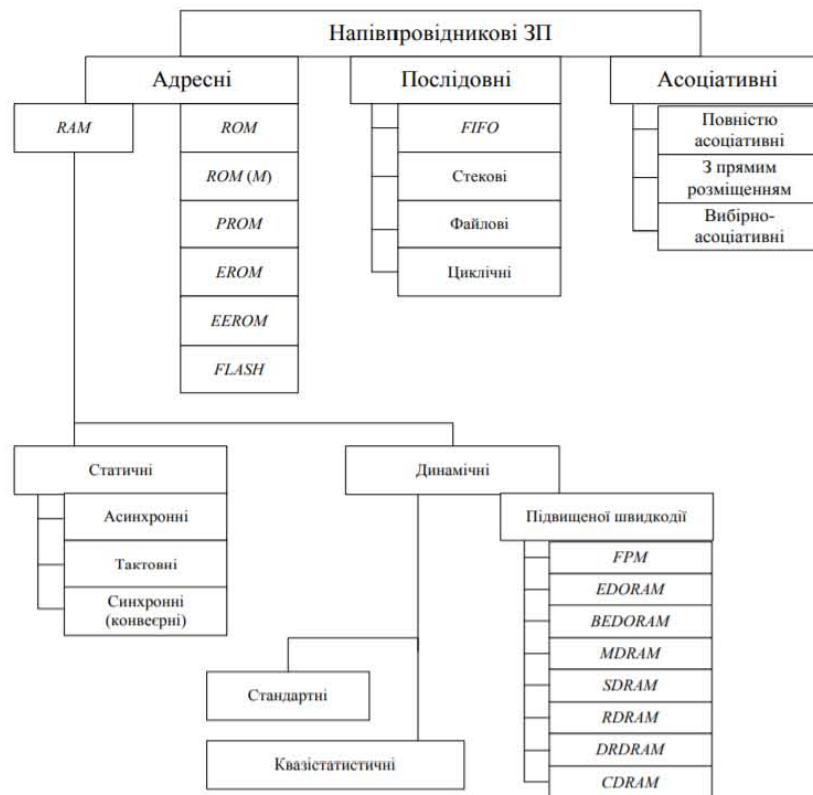 Напівпровідникові ЗП
Адресні
Послідовні
Асоціативні
RAM
ROM
ROM (M)
PROM
EROM
EEROM
FLASH
FIFO
Стекові
Файлові
Циклічні
Повністю
асоціативні
З прямим
розміщенням
Вибірно-
асоціативні
Статичні
Асинхронні
Тактовні
Синхронні
(конвеєрні)
Динамічні
Стандартні
Квазістатистичні
Підвищеної швидкодії
FPM
EDORAM
BEDORAM
MDRAM
SDRAM
RDRAM
DRDRAM
CDRAM